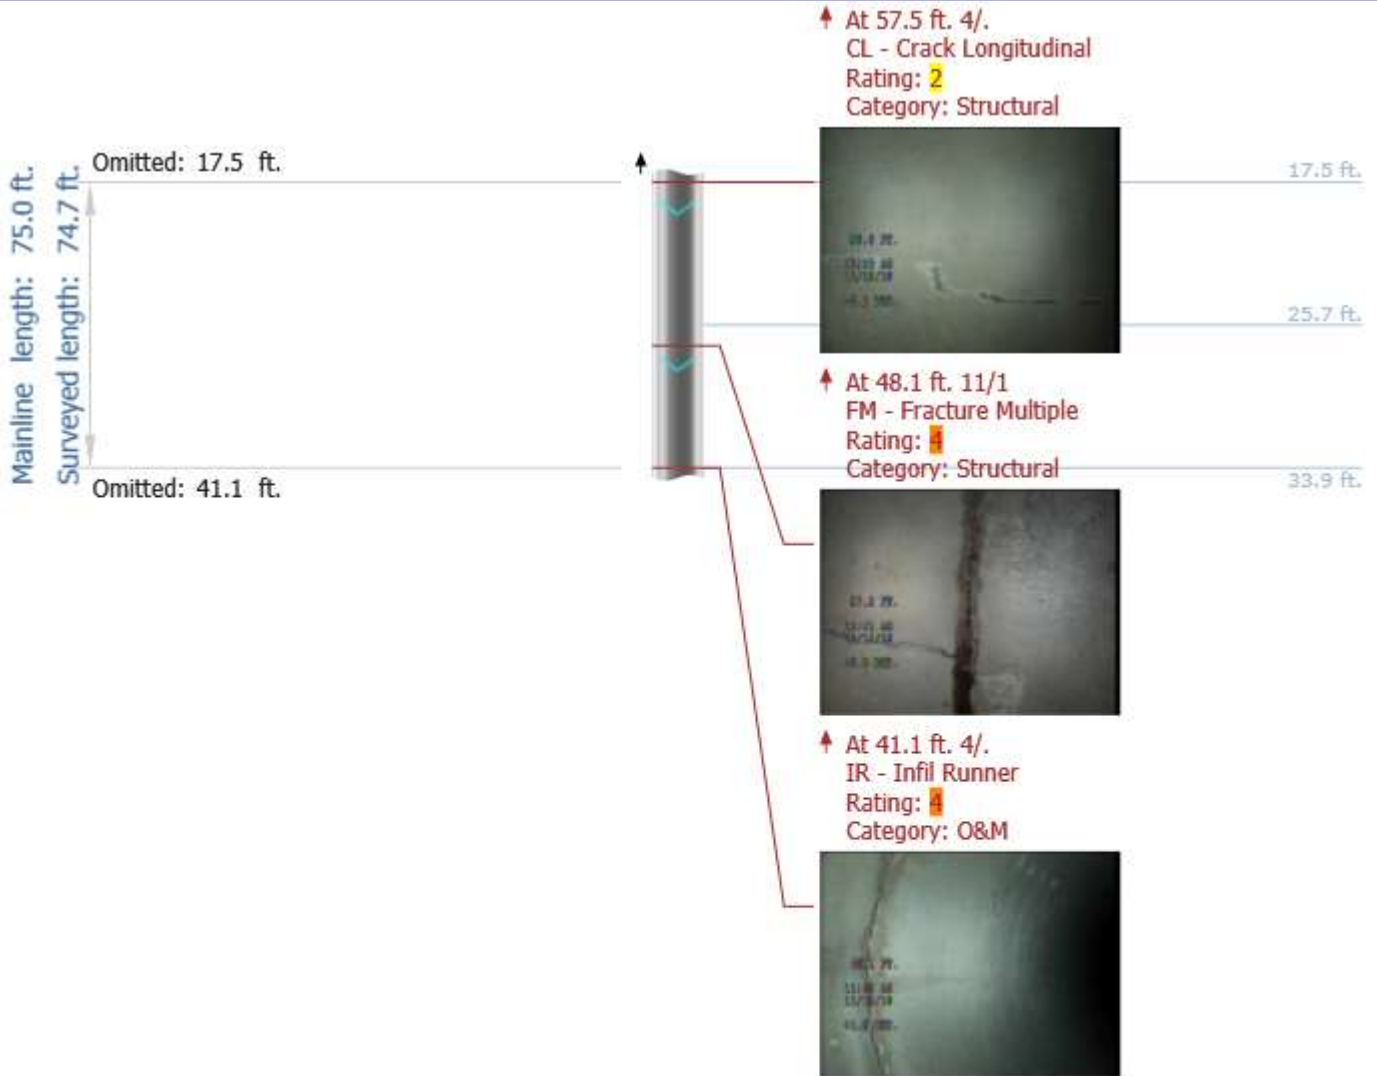 At 57.5 ft. 4/.
CL - Crack Longitudinal
Rating: 2
Category: Structural
Omitted: 17.5 ft.
17.5 ft.
Mainline length: 75.0 ft.
Surveyed length: 74.7 ft.
25.7 ft.
At 48.1 ft. 11/1
FM - Fracture Multiple
Rating: 4
Category: Structural
33.9 ft.
Omitted: 41.1 ft.
At 41.1 ft. 4/.
IR - Infil Runner
Rating: 4
Category: O&M